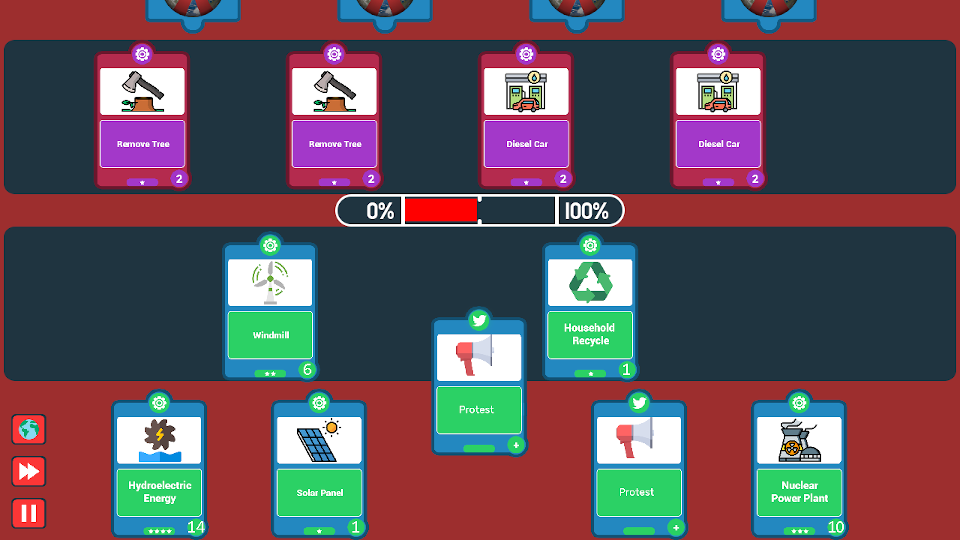 Remove Tree
2
Remove Tree
2
Diesel Car
2
Diesel Car
2
0%
100%
Windmill
6
Household
Recycle
1
Protest
+
Hydroelectric
Energy
14
Solar Panel
1
Protest
+
Nuclear
Power Plant
10